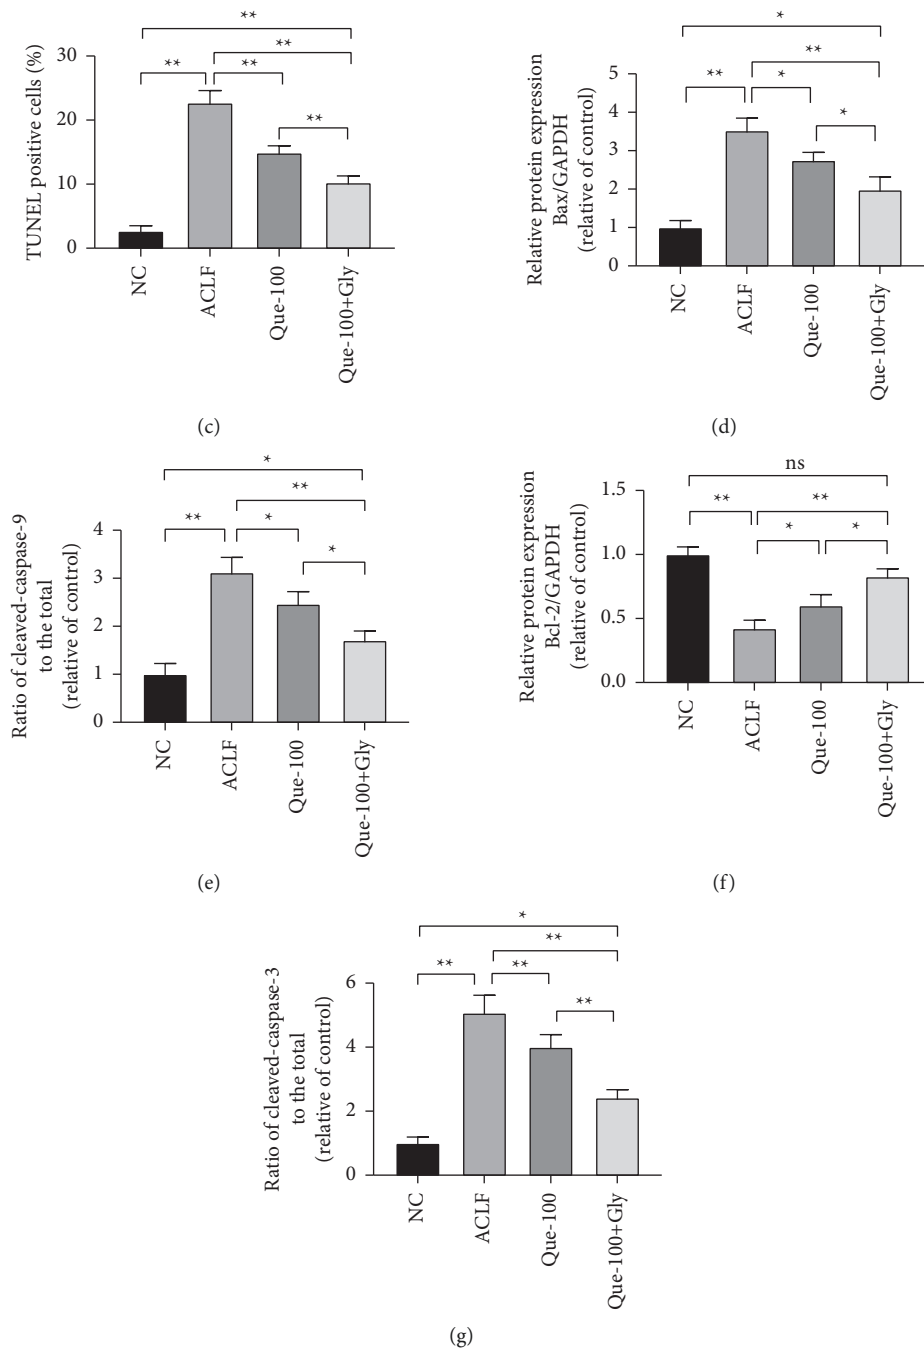 **
**
** **
**
TUNEL positive cells (%)
30
20
10
0
NC
ACLF
Que-100
Que-100+Gly
(c)
*
**
** *
*
Relative protein expression
Bax/GAPDH
(relative of control)
5
4
3
2
1
0
NC
ACLF
Que-100
Que-100+Gly
(d)
*
**
** *
*
Ratio of cleaved-caspase-9
to the total
(relative of control)
4
3
2
1
0
NC
ACLF
Que-100
Que-100+Gly
(e)
ns
** **
* *
Relative protein expression
Bcl-2/GAPDH
(relative of control)
1.5
1.0
0.5
0.0
NC
ACLF
Que-100
Que-100+Gly
(f)
*
**
** **
**
Ratio of cleaved-caspase-3
to the total
(relative of control)
6
4
2
0
NC
ACLF
Que-100
Que-100+Gly
(g)